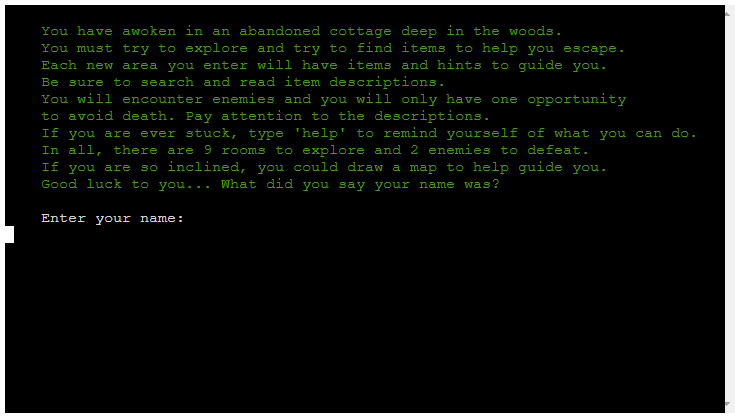 You have awoken in an abandoned cottage deep in the woods.
You must try to explore and try to find items to help you escape.
Each new area you enter will have items and hints to guide you.
Be sure to search and read item descriptions.
You will encounter enemies and you will only have one opportunity
to avoid death. Pay attention to the descriptions.
If you are ever stuck, type 'help' to remind yourself of what you can do.
In all, there are 9 rooms to explore and 2 enemies to defeat.
If you are so inclined, you could draw a map to help guide you.
Good luck to you... What did you say your name was?
Enter your name: